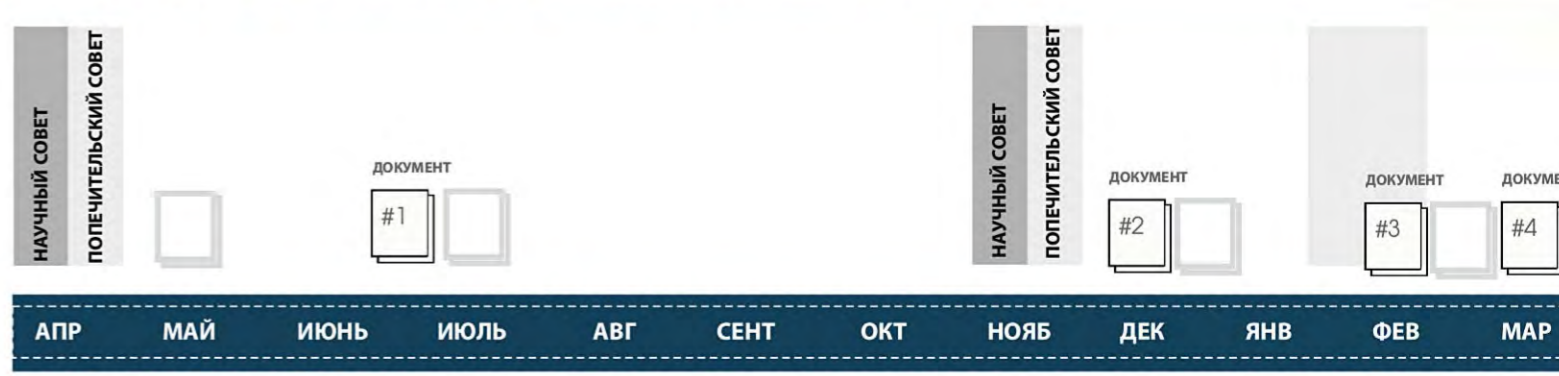 НАУЧНЫЙ СОВЕТ
ПОПЕЧИТЕЛЬСКИЙ СОВЕТ
ДОКУМЕНТ
#1
НАУЧНЫЙ СОВЕТ
ПОПЕЧИТЕЛЬСКИЙ СОВЕТ
ДОКУМЕНТ
#2
ДОКУМЕНТ
#3
ДОКУМЕ
#4
АПР МАЙ ИЮНЬ ИЮЛЬ АВГ СЕНТ ОКТ НОЯБ ДЕК ЯНВ ФЕВ МАР